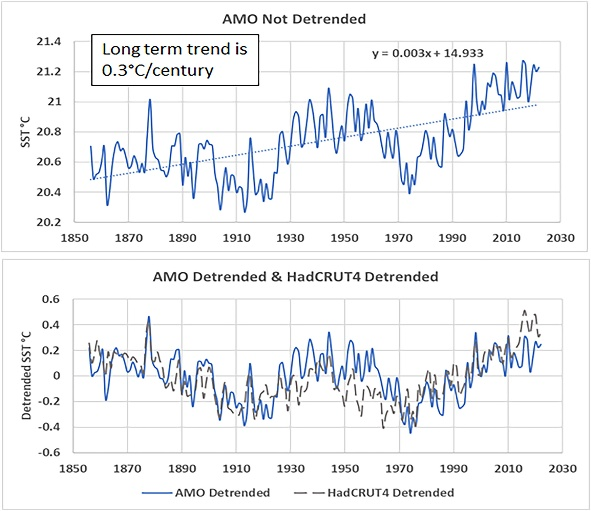 AMO Not Detrended
Long term trend is
0.3°C/century
y = 0.003x + 14.933
SST °C
21.4
21.2
21
20.8
20.6
20.4
20.2
1850 1870 1890 1910 1930 1950 1970 1990 2010 2030
AMO Detrended & HadCRUT4 Detrended
Detrended SST °C
0.6
0.4
0.2
0
-0.2
-0.4
-0.6
1850 1870 1890 1910 1930 1950 1970 1990 2010 2030
AMO Detrended HadCRUT4 Detrended